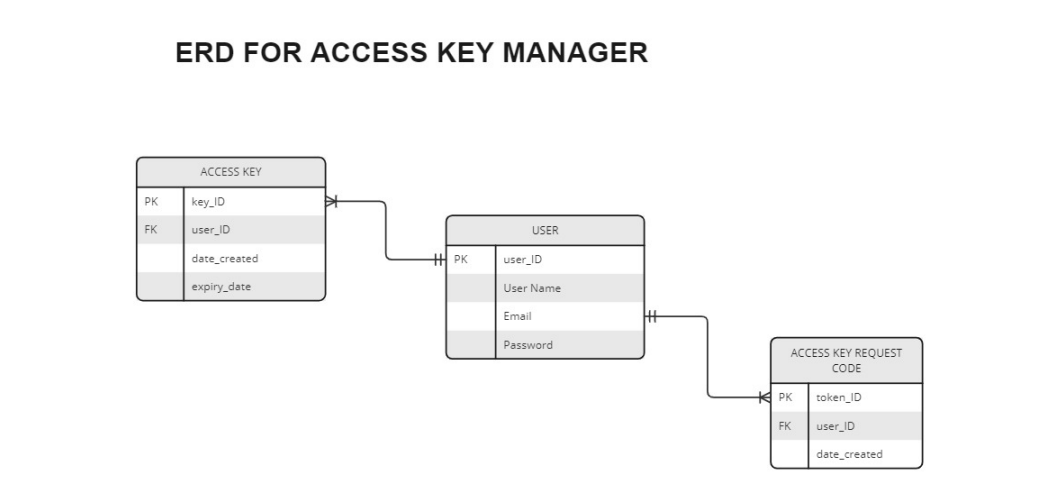 ERD FOR ACCESS KEY MANAGER
ACCESS KEY
PK key_ID
FK user_ID
date_created
expiry_date
USER
PK user_ID
User Name
Email
Password
ACCESS KEY REQUEST
CODE
PK token_ID
FK user_ID
date_created